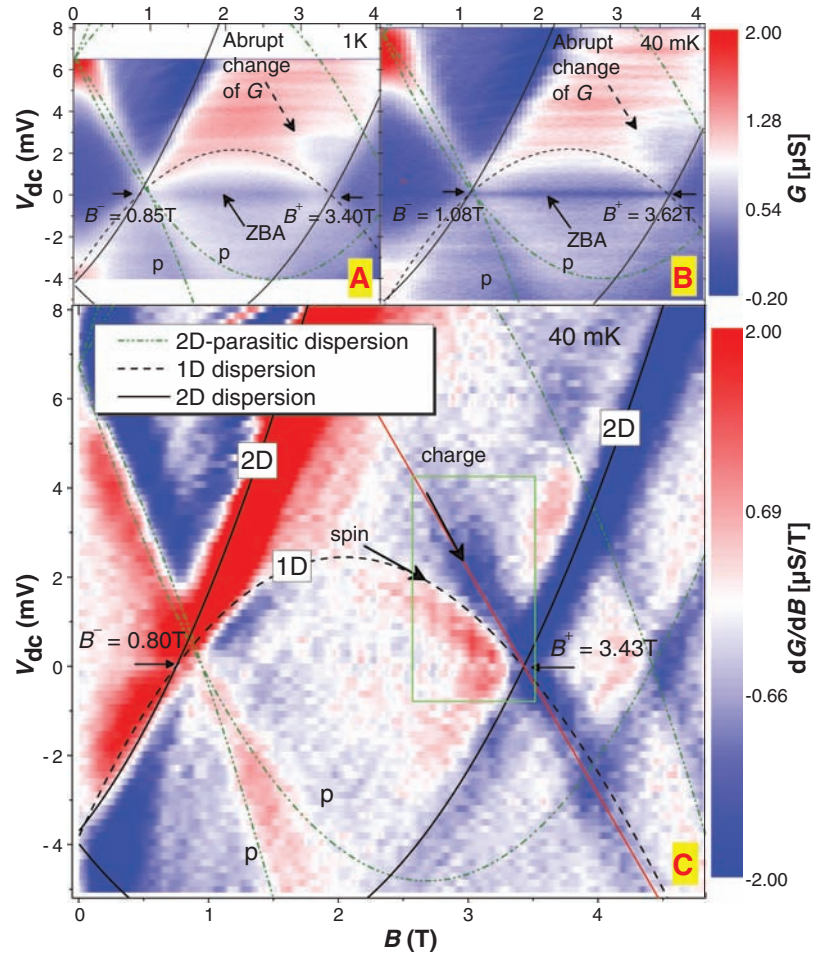 0 1 2 3 4
1 2 3 4
8
6
4
2
0
-2
-4
V_dc (mV)
Abrupt
change
of G
1K
B⁻ = 0.85T
B⁺ = 3.40T
ZBA
p
p
A
Abrupt
change
of G
40 mK
B⁻ = 1.08T
B⁺ = 3.62T
ZBA
p
p
B
2.00
1.28
0.54
-0.20
G [µS]
8
6
4
2
0
-2
-4
V_dc (mV)
2D-parasitic dispersion
1D dispersion
2D dispersion
40 mK
2D
2D
charge
spin
1D
B⁻ = 0.80T
B⁺ = 3.43T
p
p
C
0 1 2 3 4
B (T)
2.00
0.69
-0.66
-2.00
dG/dB [µS/T]